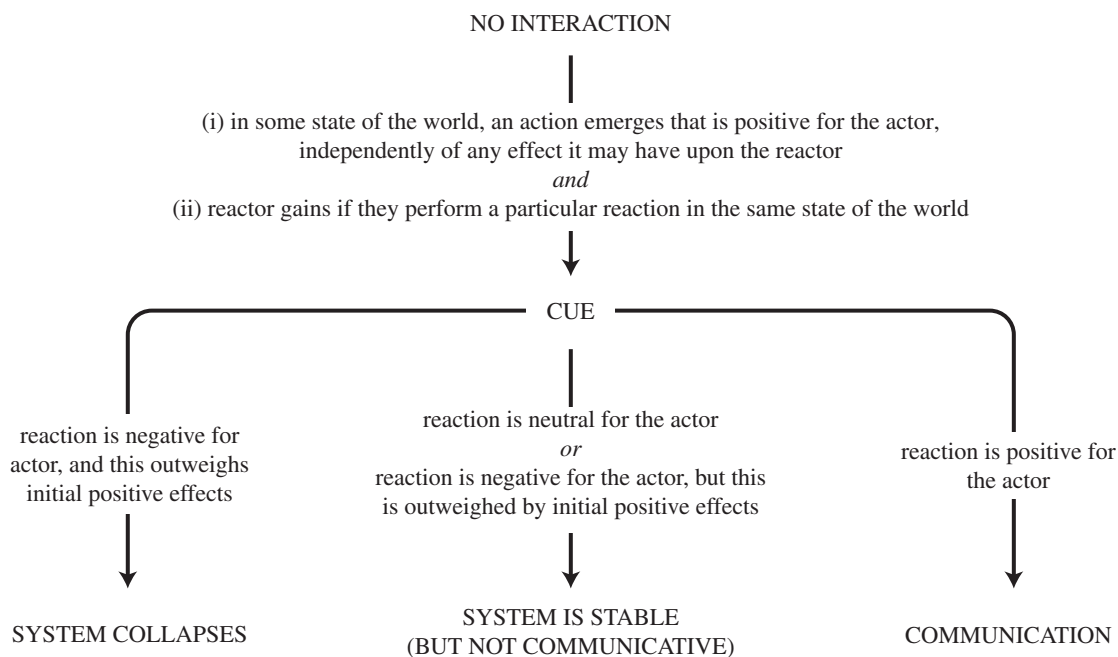 NO INTERACTION
(i) in some state of the world, an action emerges that is positive for the actor,
independently of any effect it may have upon the reactor
and
(ii) reactor gains if they perform a particular reaction in the same state of the world
CUE
reaction is negative for
actor, and this outweighs
initial positive effects
reaction is neutral for the actor
or
reaction is negative for the actor, but this
is outweighed by initial positive effects
reaction is positive for
the actor
SYSTEM COLLAPSES
SYSTEM IS STABLE
(BUT NOT COMMUNICATIVE)
COMMUNICATION